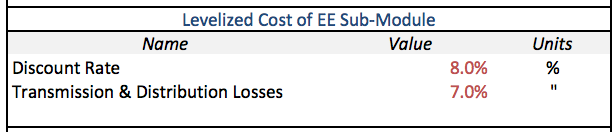 Levelized Cost of EE Sub-Module
Name Value Units
Discount Rate 8.0% %
Transmission & Distribution Losses 7.0% "